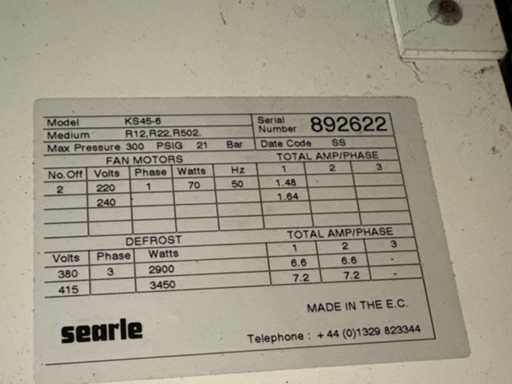 Model KS45-6 Serial Number 892622
Medium R12,R22,R502.
Max Pressure 300 PSIG 21 Bar Date Code SS
FAN MOTORS TOTAL AMP/PHASE
No.Off Volts Phase Watts Hz 1 2 3
2 220 1 70 50 1.48
240 1.64
DEFROST TOTAL AMP/PHASE
Volts Phase Watts 1 2 3
380 3 2900 6.6 6.6 -
415 3450 7.2 7.2 -
MADE IN THE E.C.
searle
Telephone : +44 (0)1329 823344